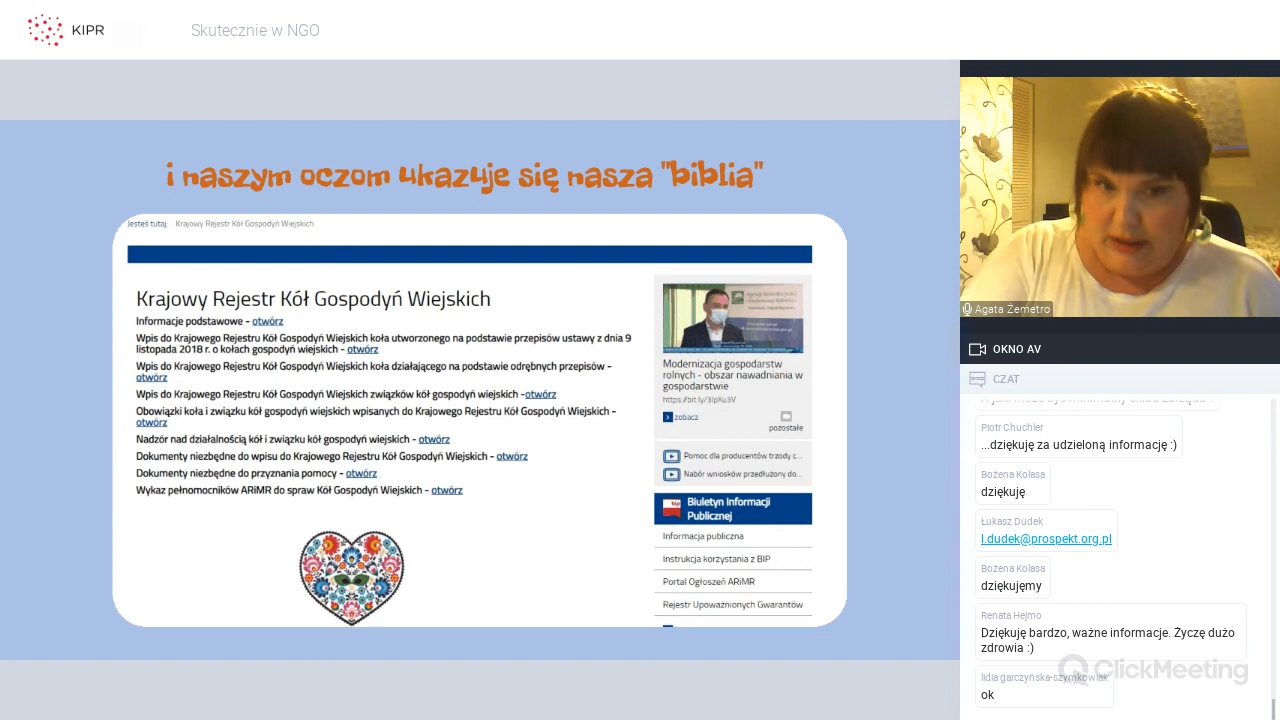 KIPR
Skutecznie w NGO
i naszym oczom ukazuje się nasza "biblia"
Jesteś tutaj: Krajowy Rejestr Kół Gospodyń Wiejskich
Krajowy Rejestr Kół Gospodyń Wiejskich
Informacje podstawowe - otwórz
Wpis do Krajowego Rejestru Kół Gospodyń Wiejskich koła utworzonego na podstawie przepisów ustawy z dnia 9
listopada 2018 r. o kołach gospodyń wiejskich - otwórz
Wpis do Krajowego Rejestru Kół Gospodyń Wiejskich koła działającego na podstawie odrębnych przepisów -
otwórz
Wpis do Krajowego Rejestru Kół Gospodyń Wiejskich związków kół gospodyń wiejskich -otwórz
Obowiązki koła i związku kół gospodyń wiejskich wpisanych do Krajowego Rejestru Kół Gospodyń Wiejskich -
otwórz
Nadzór nad działalnością kół i związku kół gospodyń wiejskich - otwórz
Dokumenty niezbędne do wpisu do Krajowego Rejestru Kół Gospodyń Wiejskich - otwórz
Dokumenty niezbędne do przyznania pomocy - otwórz
Wykaz pełnomocników ARiMR do spraw Kół Gospodyń Wiejskich - otwórz
Modernizacja gospodarstw
rolnych - obszar nawadniania w
gospodarstwie
https://bit.ly/3lpXu3V
zobacz
pozostałe
Pomoc dla producentów trzody c...
Nabór wniosków przedłużony do...
bip
Biuletyn Informacji
Publicznej
Informacja publiczna
Instrukcja korzystania z BIP
Portal Ogłoszeń ARiMR
Rejestr Upoważnionych Gwarantów
Agata Żemetro
OKNO AV
CZAT
Piotr Chuchler
...dziękuję za udzieloną informację :)
Bożena Kolasa
dziękuję
Łukasz Dudek
l.dudek@prospekt.org.pl
Bożena Kolasa
dziękujęmy
Renata Hejmo
Dziękuję bardzo, ważne informacje. Życzę dużo
zdrowia :)
lidia garczyńska-szymkowiak
ok
ClickMeeting